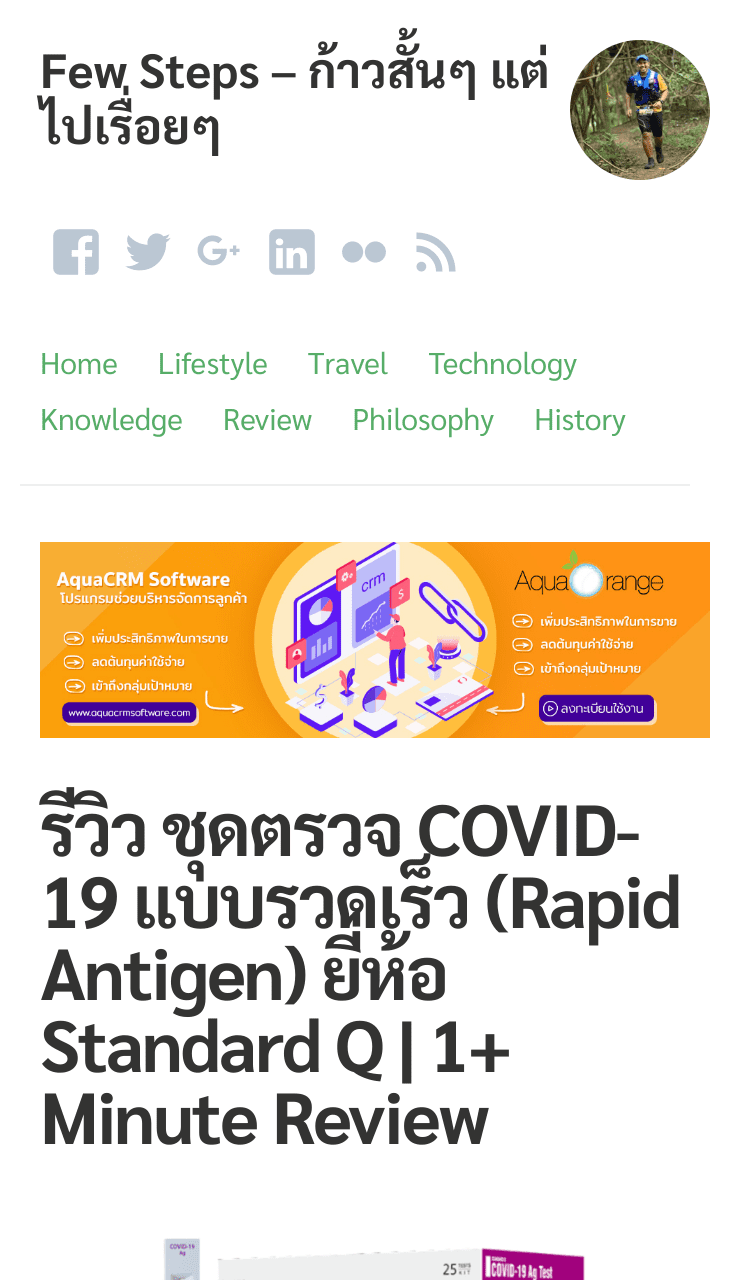 Few Steps – ก้าวสั้นๆ แต่
ไปเรื่อยๆ
Home Lifestyle Travel Technology
Knowledge Review Philosophy History
AquaCRM Software
โปรแกรมช่วยบริหารจัดการลูกค้า
เพิ่มประสิทธิภาพในการขาย
ลดต้นทุนค่าใช้จ่าย
เข้าถึงกลุ่มเป้าหมาย
www.aquacrmsoftware.com
crm
$
$
Aqua Orange
เพิ่มประสิทธิภาพในการขาย
ลดต้นทุนค่าใช้จ่าย
เข้าถึงกลุ่มเป้าหมาย
ลงทะเบียนใช้งาน
รีวิว ชุดตรวจ COVID-
19 แบบรวดเร็ว (Rapid
Antigen) ยี่ห้อ
Standard Q | 1+
Minute Review
COVID-19
Ag
25
COVID-19 Ag Test